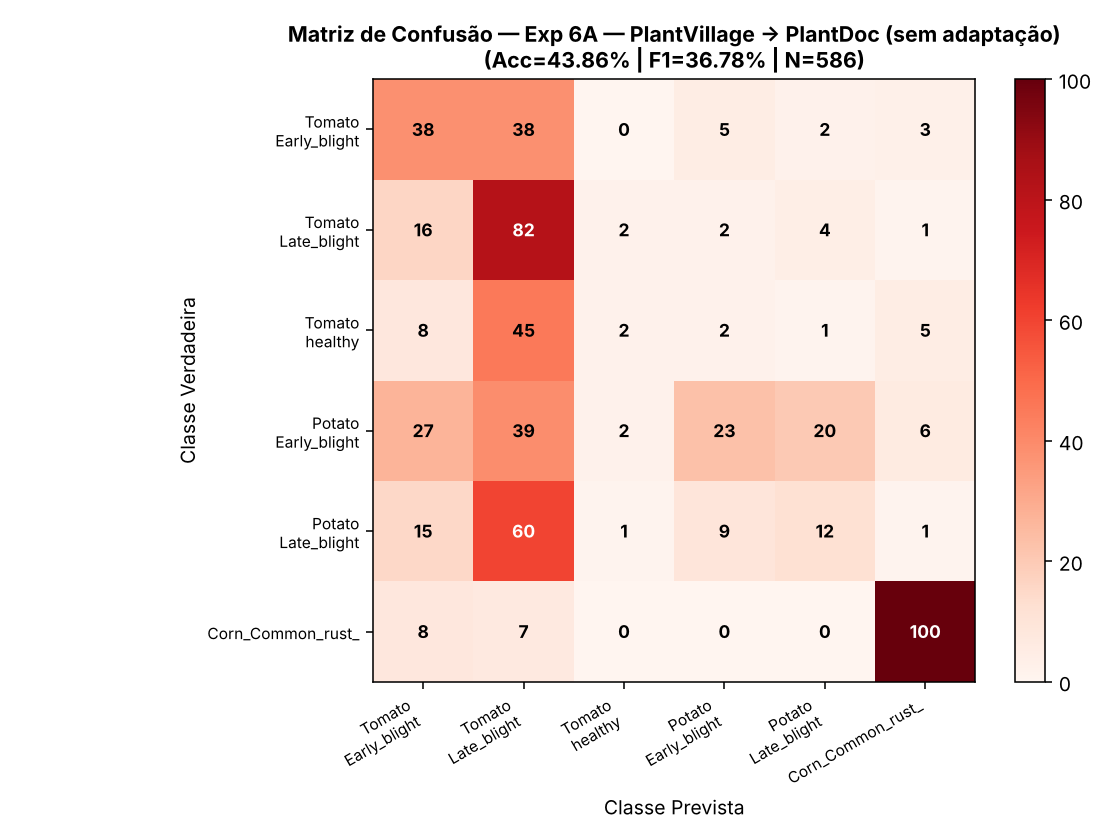 Matriz de Confusão — Exp 6A — PlantVillage → PlantDoc (sem adaptação)
(Acc=43.86% | F1=36.78% | N=586)
Classe Verdadeira
Tomato
Early_blight
38 38 0 5 2 3
Tomato
Late_blight
16 82 2 2 4 1
Tomato
healthy
8 45 2 2 1 5
Potato
Early_blight
27 39 2 23 20 6
Potato
Late_blight
15 60 1 9 12 1
Corn_Common_rust_
8 7 0 0 0 100
Tomato
Early_blight
Tomato
Late_blight
Tomato
healthy
Potato
Early_blight
Potato
Late_blight
Corn_Common_rust_
Classe Prevista
100
80
60
40
20
0